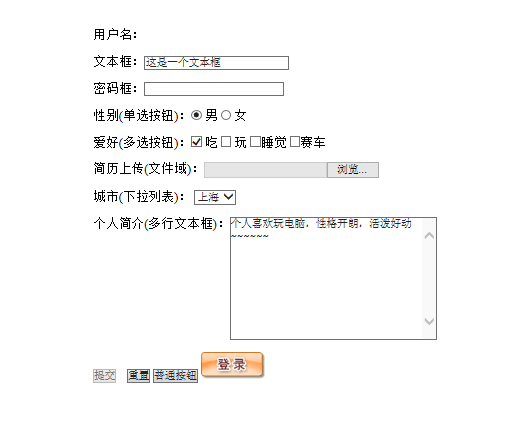 用户名：
文本框：这是一个文本框
密码框：
性别(单选按钮)：男 女
爱好(多选按钮)：吃 玩 睡觉 赛车
简历上传(文件域)：浏览...
城市(下拉列表)：上海
个人简介(多行文本框)：个人喜欢玩电脑，性格开朗，活泼好动
~~~~~~
提交 重置 普通按钮 登录